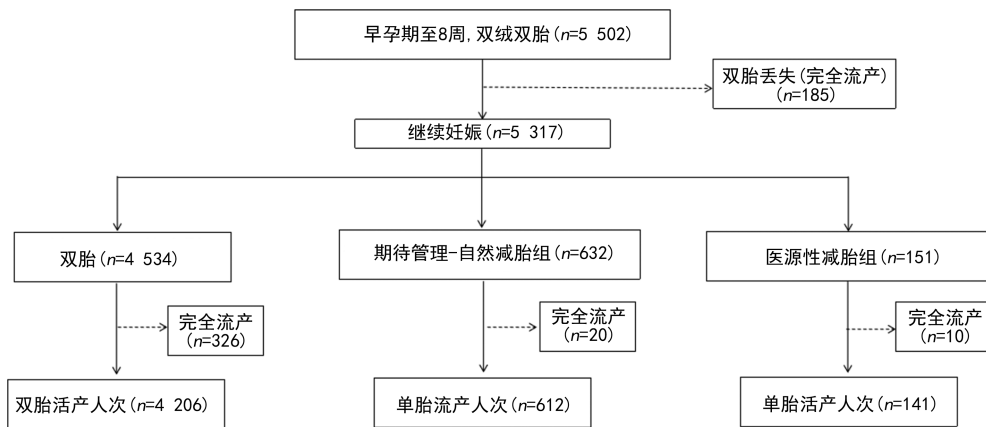 早孕期至8周,双绒双胎(n=5 502)
双胎丢失(完全流产)
(n=185)
继续妊娠(n=5 317)
双胎(n=4 534)
期待管理-自然减胎组(n=632)
医源性减胎组(n=151)
完全流产
(n=326)
完全流产
(n=20)
完全流产
(n=10)
双胎活产人次(n=4 206)
单胎流产人次(n=612)
单胎活产人次(n=141)